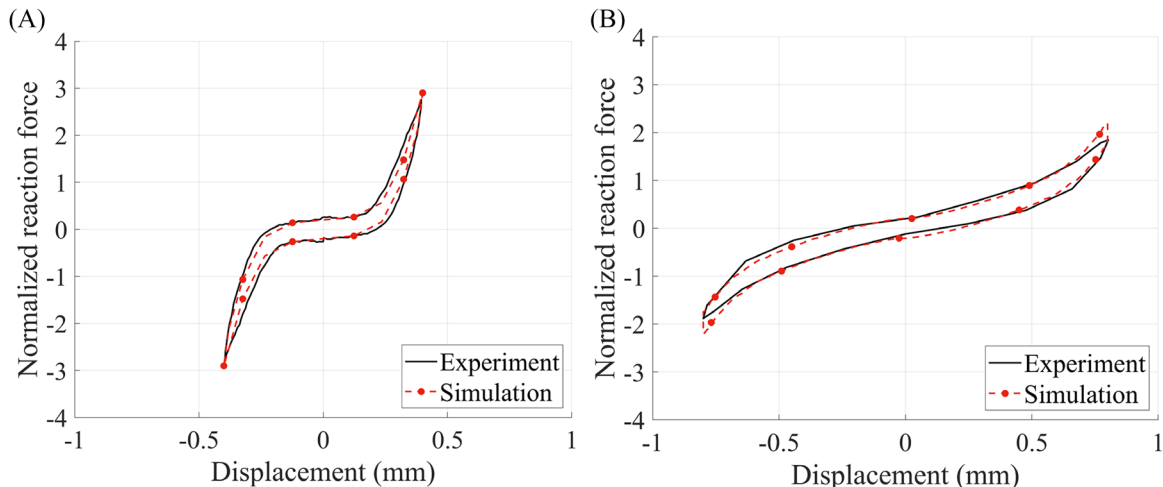 (A)
Normalized reaction force
4
3
2
1
0
-1
-2
-3
-4
-1
-0.5
0
0.5
1
Displacement (mm)
Experiment
Simulation
(B)
Normalized reaction force
4
3
2
1
0
-1
-2
-3
-4
-1
-0.5
0
0.5
1
Displacement (mm)
Experiment
Simulation